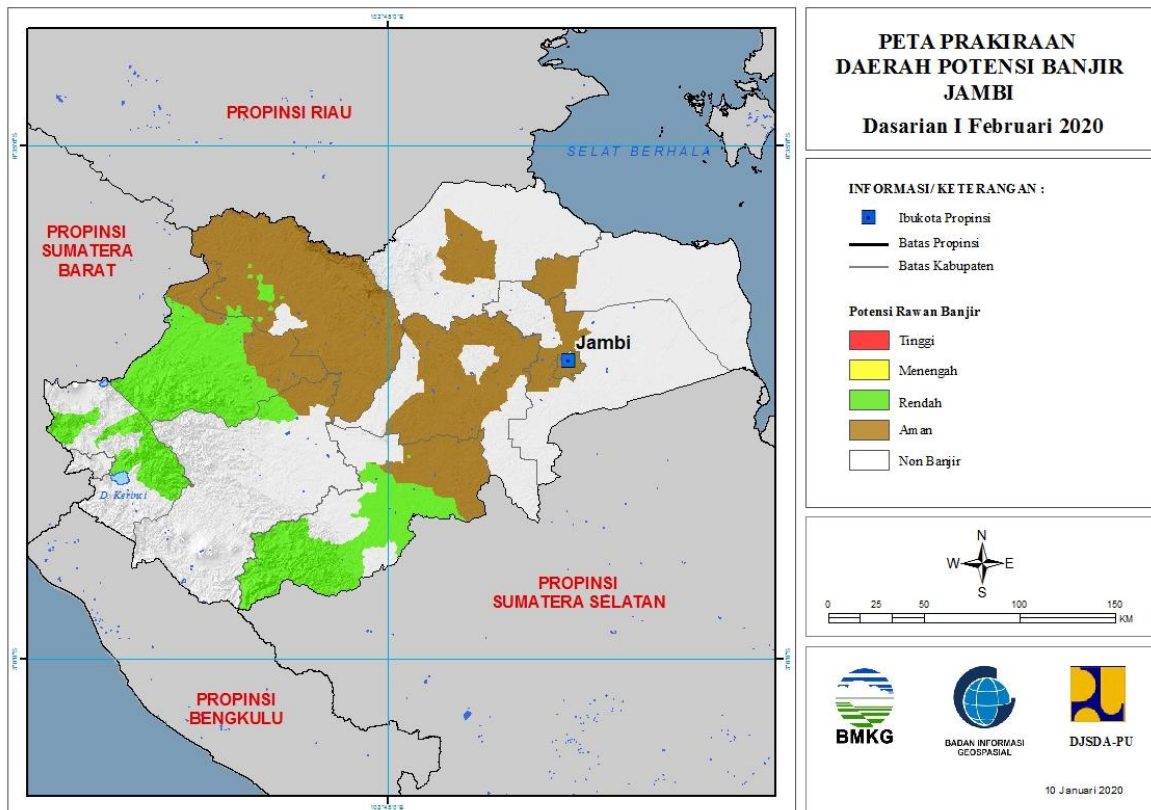 PETA PRAKIRAAN
DAERAH POTENSI BANJIR
JAMBI
Dasarian I Februari 2020
PROPINSI RIAU
SELAT BERHALA
PROPINSI
SUMATERA
BARAT
Jambi
D. Kerinci
PROPINSI
SUMATERA SELATAN
PROPINSI
BENGKULU
INFORMASI/KETERANGAN :
Ibukota Propinsi
Batas Propinsi
Batas Kabupaten
Potensi Rawan Banjir
Tinggi
Menengah
Rendah
Aman
Non Banjir
N
W E
S
0 25 50 100 150
KM
BMKG
BADAN INFORMASI
GEOSPASIAL
DJSDA-PU
10 Januari 2020